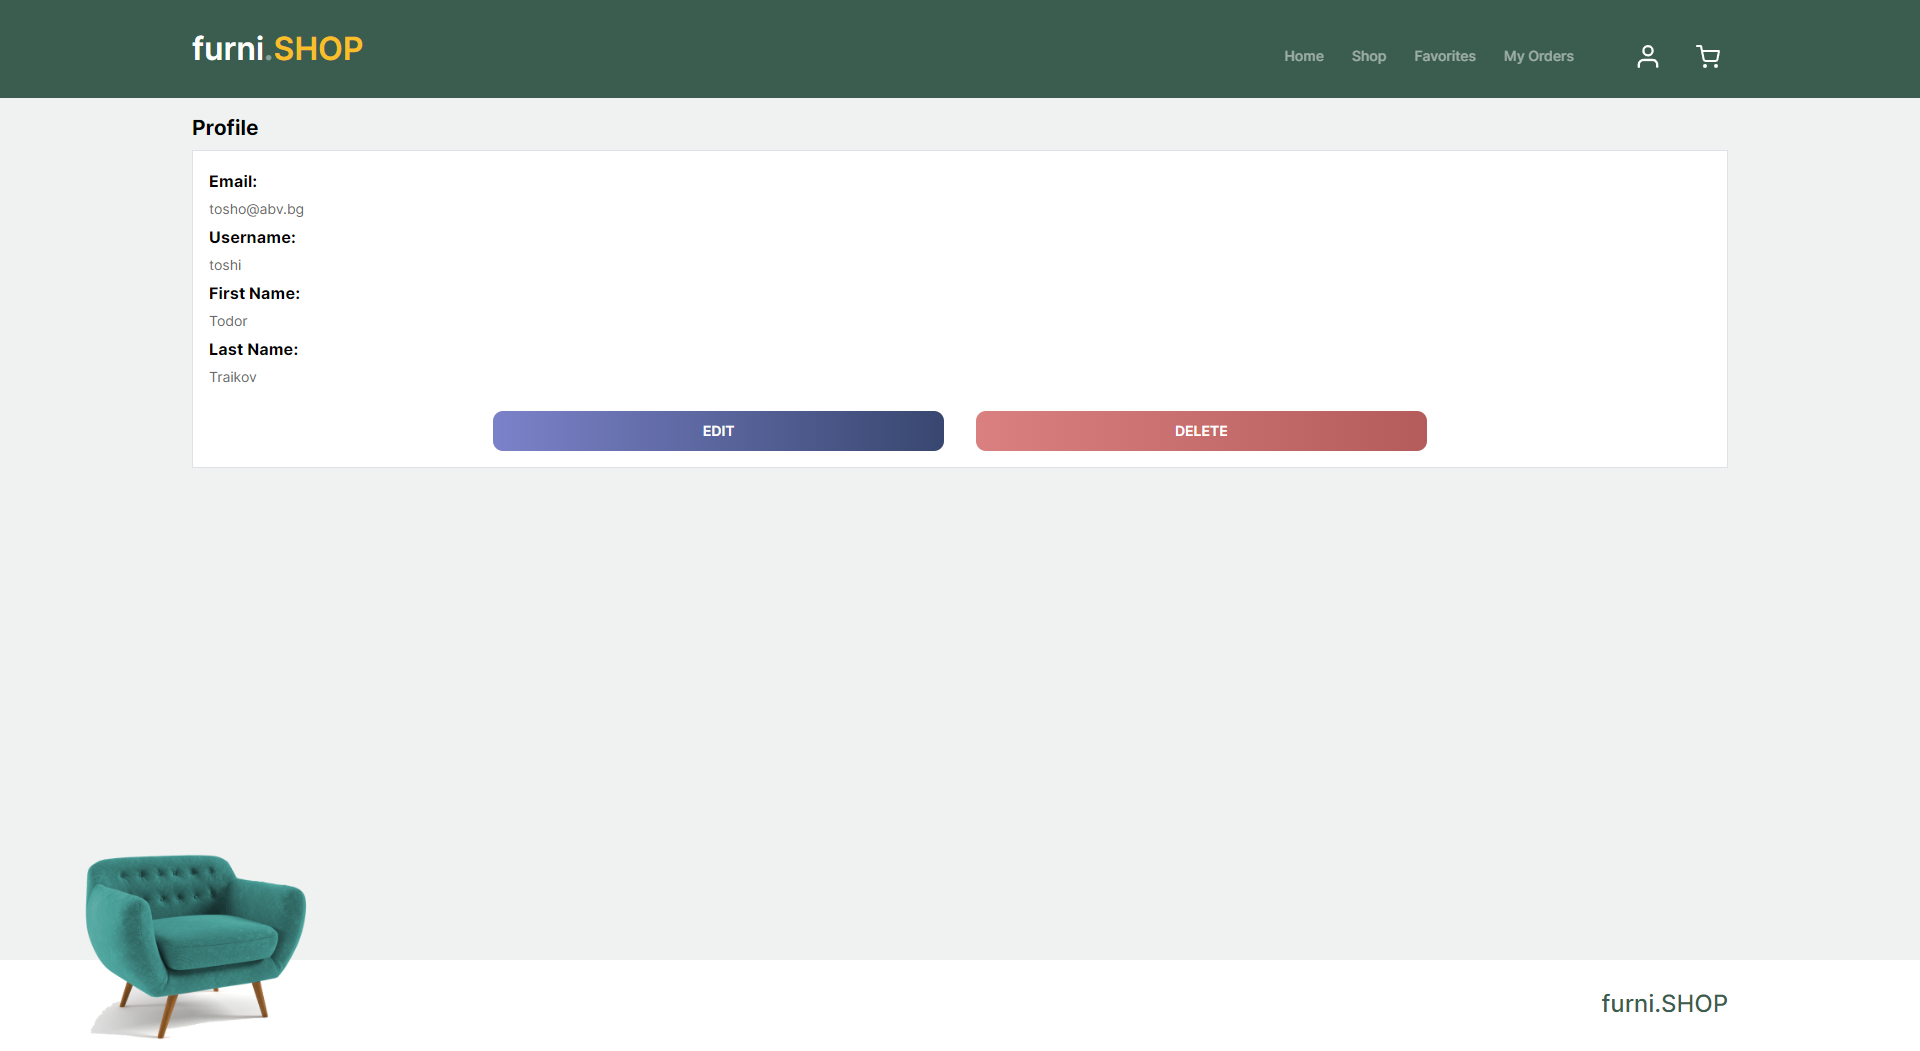 furni.SHOP
Home Shop Favorites My Orders
Profile
Email:
tosho@abv.bg
Username:
toshi
First Name:
Todor
Last Name:
Traikov
EDIT DELETE
furni.SHOP